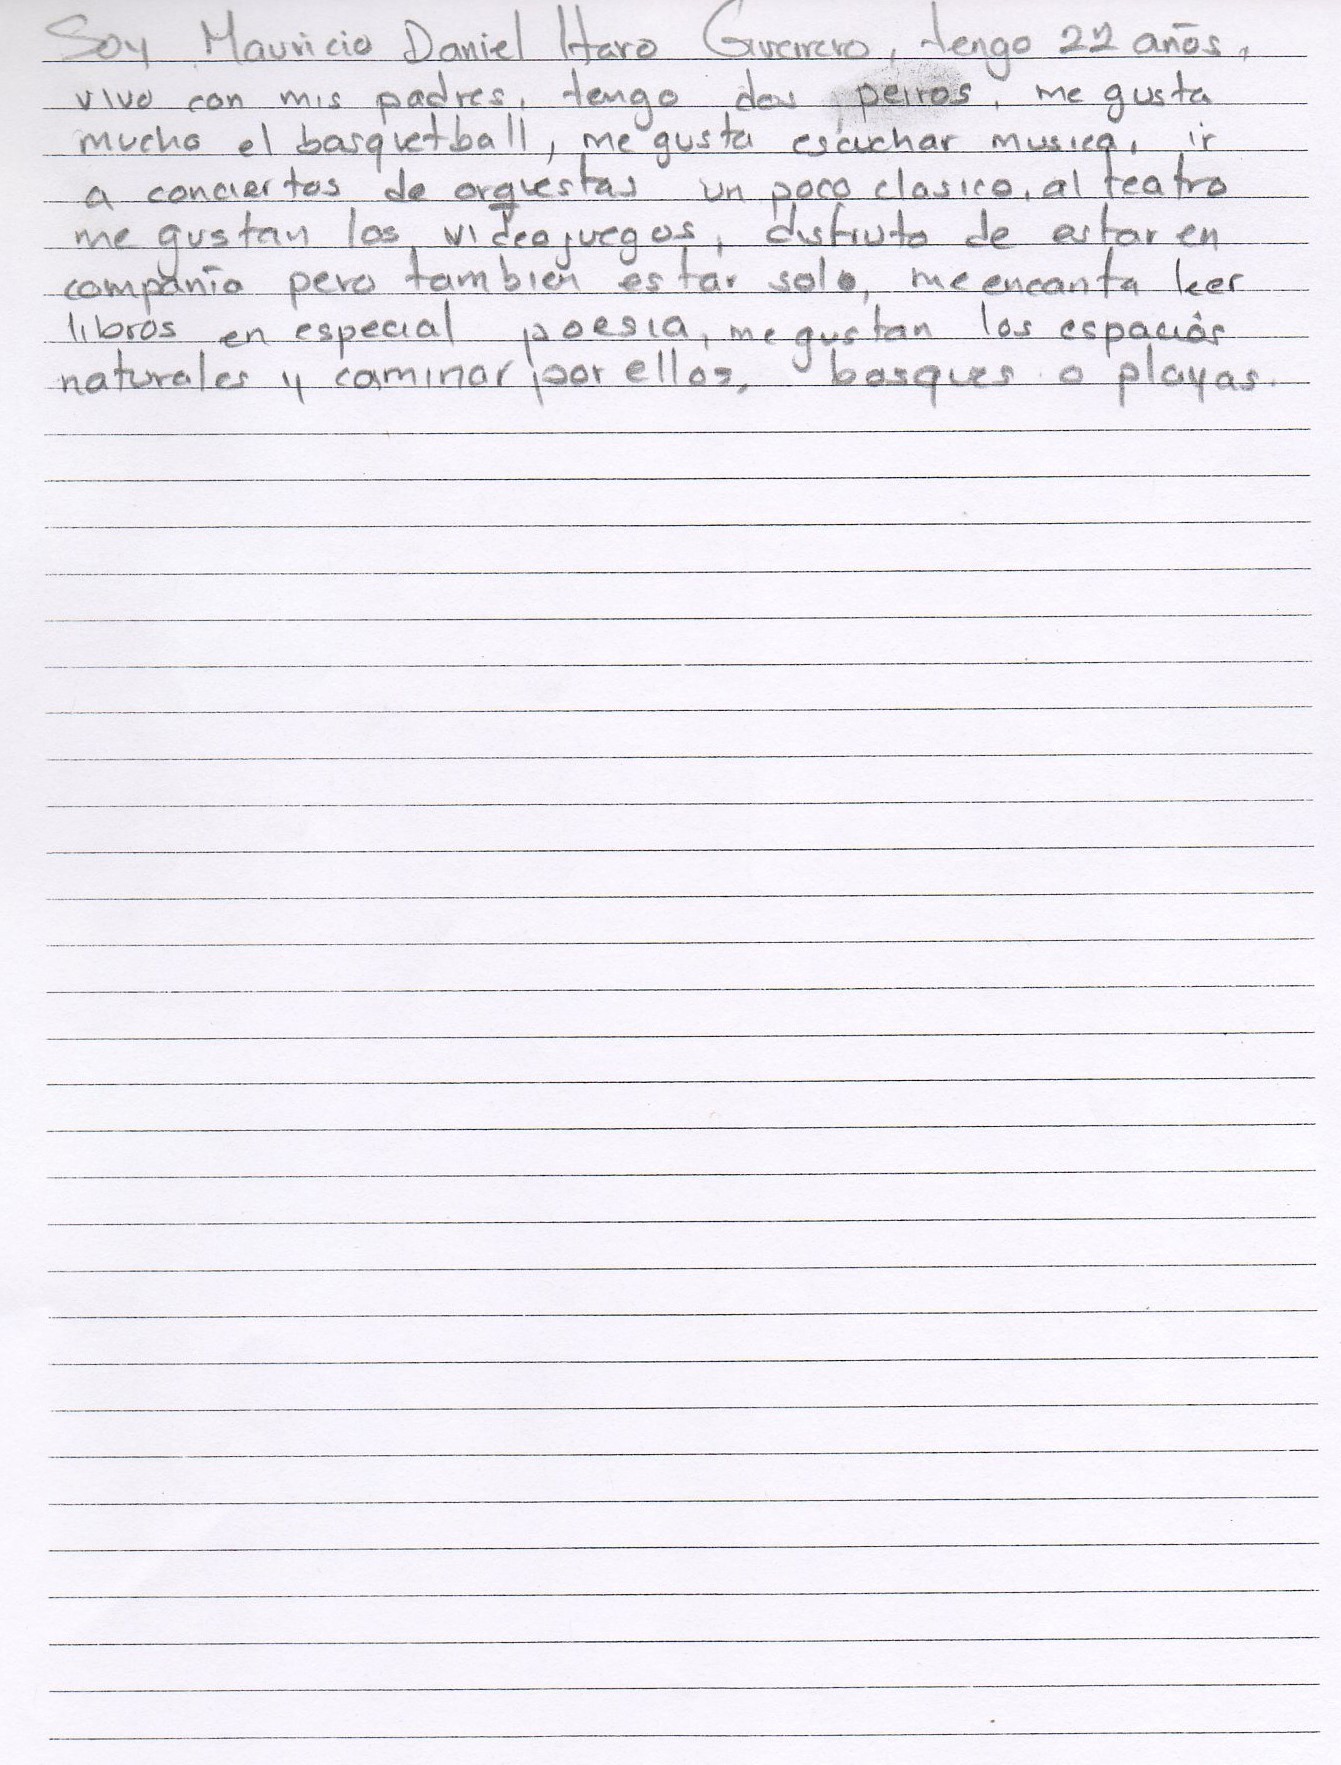 Soy Mauricio Daniel Haro Guerrero, tengo 22 años,
vivo con mis padres, tengo dos perros, me gusta
mucho el basquetball, me gusta escuchar musica, ir
a conciertos de orquestas un poco clasico, al teatro
me gustan los videojuegos, disfruto de estar en
compañia pero tambien estar solo, me encanta leer
libros en especial poesia, me gustan los espacios
naturales y caminar por ellos, bosques o playas.